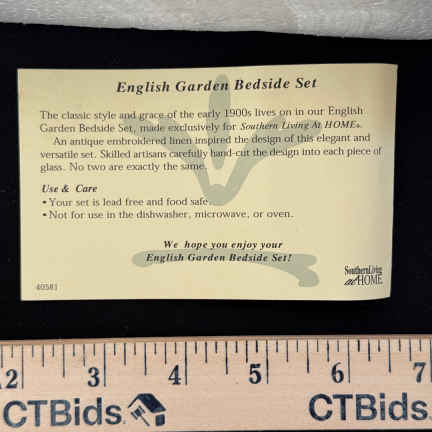 English Garden Bedside Set
The classic style and grace of the early 1900s lives on in our English
Garden Bedside Set, made exclusively for Southern Living At HOME®.
An antique embroidered linen inspired the design of this elegant and
versatile set. Skilled artisans carefully hand-cut the design into each piece of
glass. No two are exactly the same.
Use & Care
• Your set is lead free and food safe.
• Not for use in the dishwasher, microwave, or oven.
We hope you enjoy your
English Garden Bedside Set!
40581
Southern Living
at HOME
2 3 4 5 6 7
CTBids CTBids.